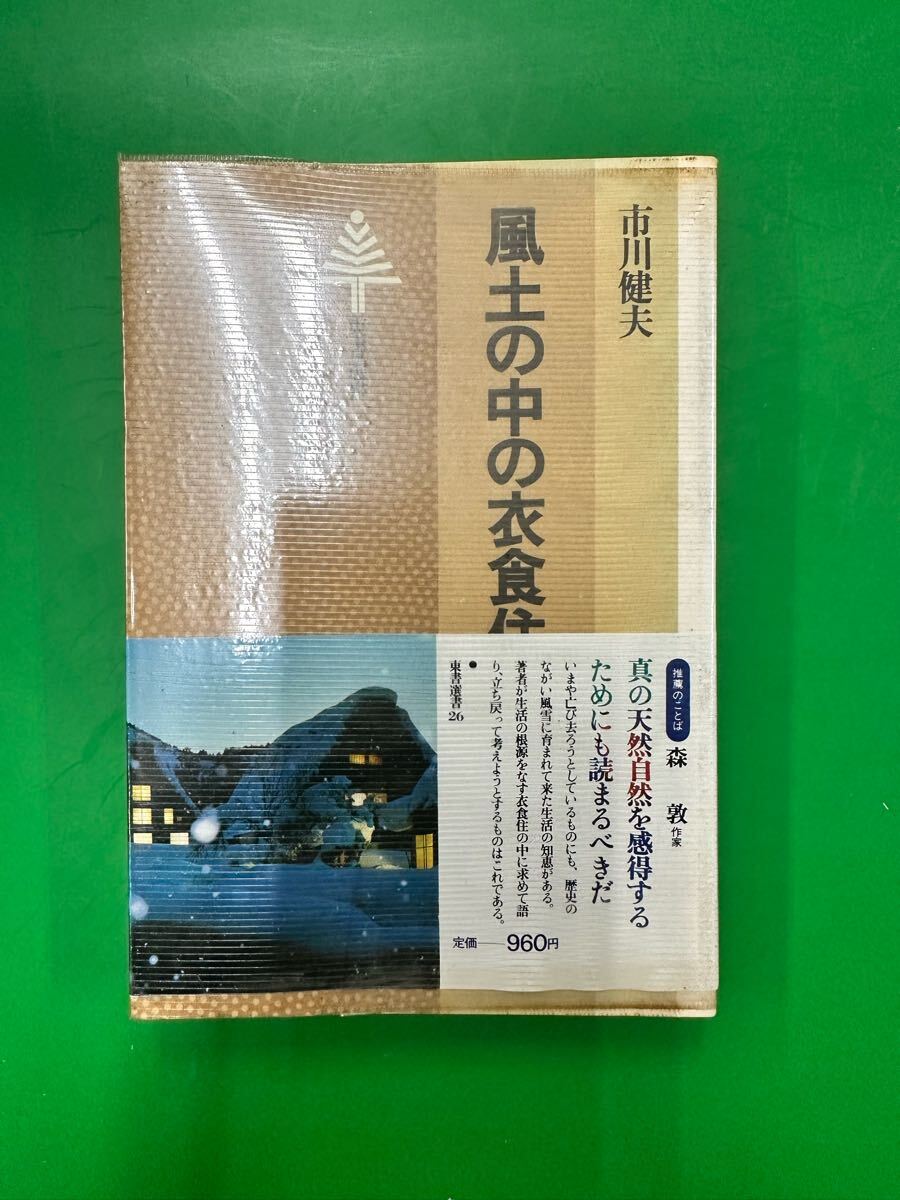 市川健夫
風土の中の衣食住
推薦のことば
森 敦 作家
真の天然自然を感得する
ためにも読まるべきだ
いまや亡び去ろうとしているものにも、歴史の
ながい風雪に育まれて来た生活の知恵がある。
著者が生活の根源をなす衣食住の中に求めて語
り、立ち戻って考えようとするものはこれである。
●東書選書26
定価——960円